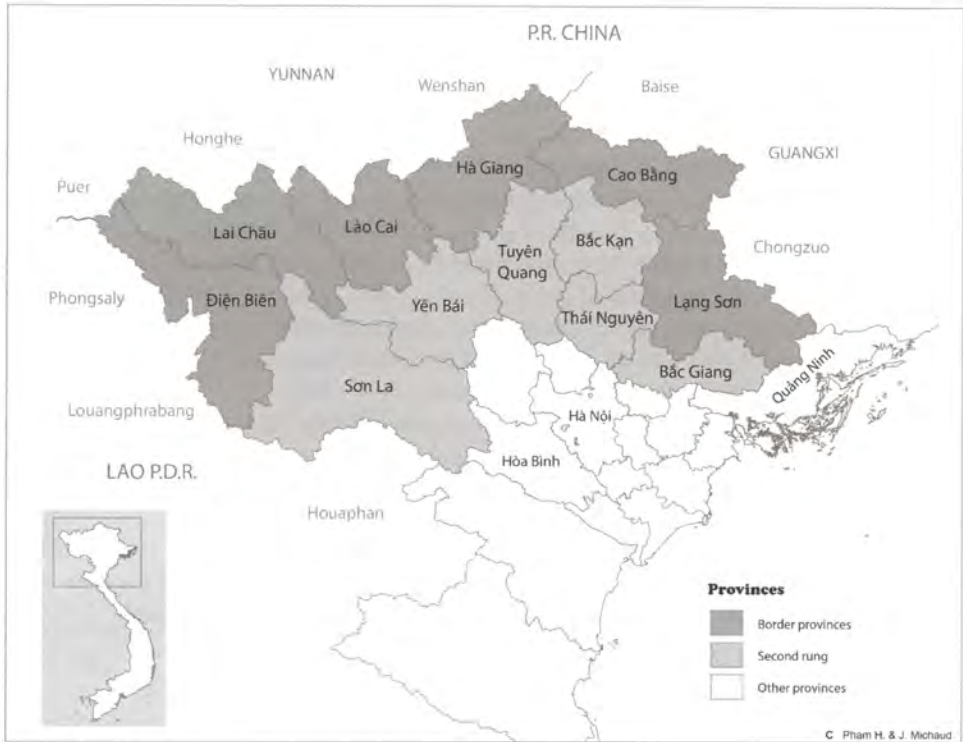 P.R. CHINA
YUNNAN
Wenshan
Baise
Honghe
GUANGXI
Hà Giang
Cao Bằng
Puer
Lai Châu
Lào Cai
Tuyên
Quang
Bắc Kạn
Chongzuo
Phongsaly
Điện Biên
Yên Bái
Thái Nguyên
Lạng Sơn
Bắc Giang
Quảng Ninh
Sơn La
Louangphrabang
Hà Nội
Hòa Bình
LAO P.D.R.
Houaphan
Provinces
Border provinces
Second rung
Other provinces
C Pham H. & J. Michaud